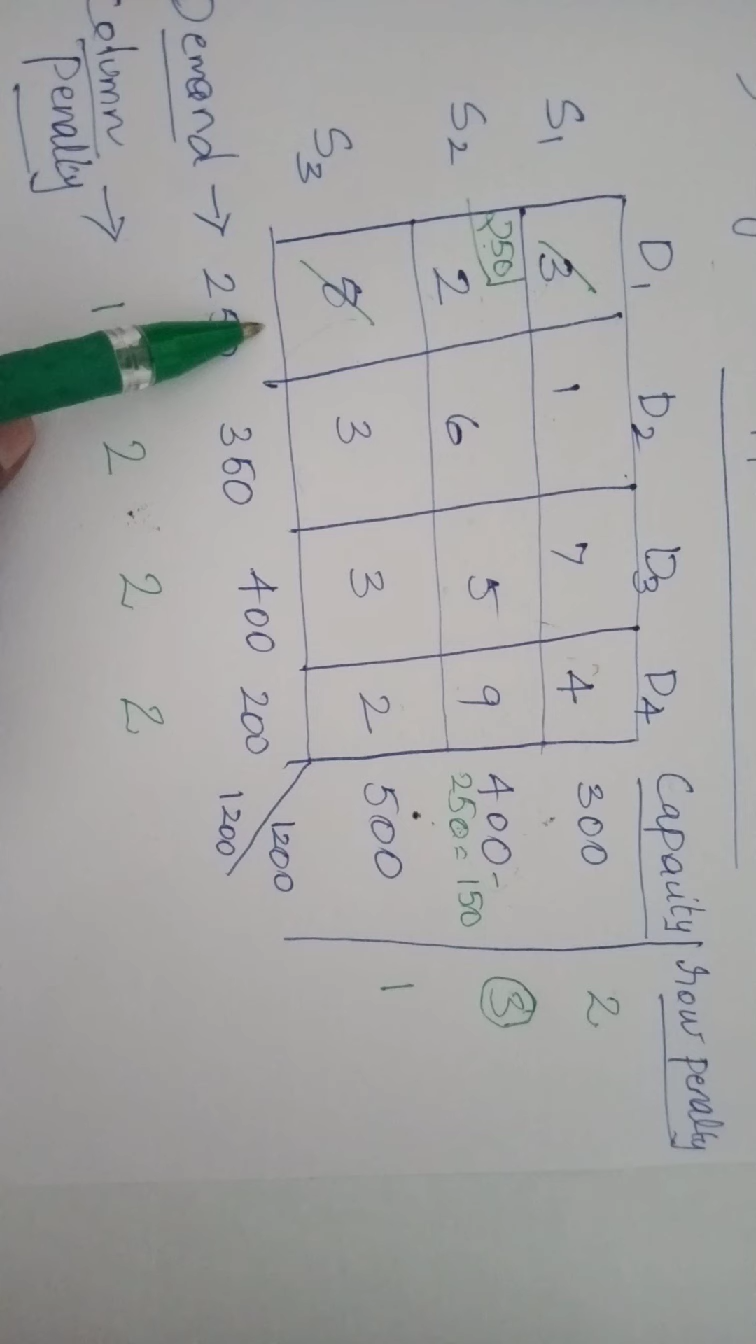 D1 D2 D3 D4 Capacity row penalty
S1 3 1 7 4 300 2
S2 250 2 6 5 9 400- 3
250=150
S3 8 3 3 2 500 1
1200
Demand → 250 350 400 200 1200
Column → 1 2 2 2
Penalty